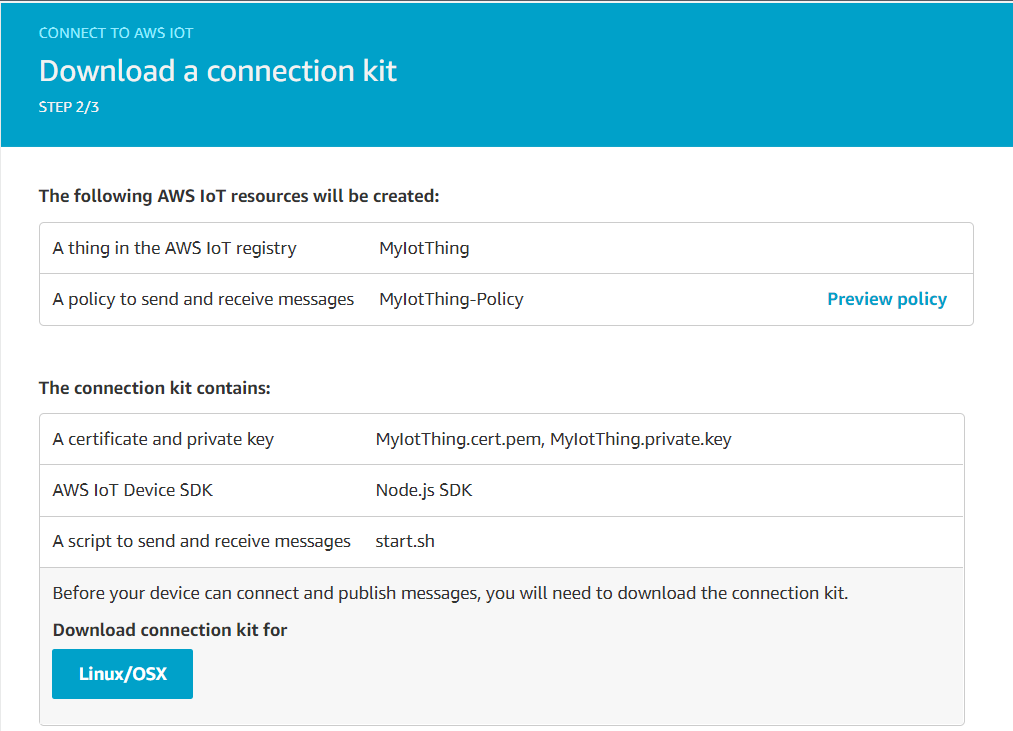 CONNECT TO AWS IOT
Download a connection kit
STEP 2/3
The following AWS IoT resources will be created:
A thing in the AWS IoT registry MyIotThing
A policy to send and receive messages MyIotThing-Policy Preview policy
The connection kit contains:
A certificate and private key MyIotThing.cert.pem, MyIotThing.private.key
AWS IoT Device SDK Node.js SDK
A script to send and receive messages start.sh
Before your device can connect and publish messages, you will need to download the connection kit.
Download connection kit for
Linux/OSX